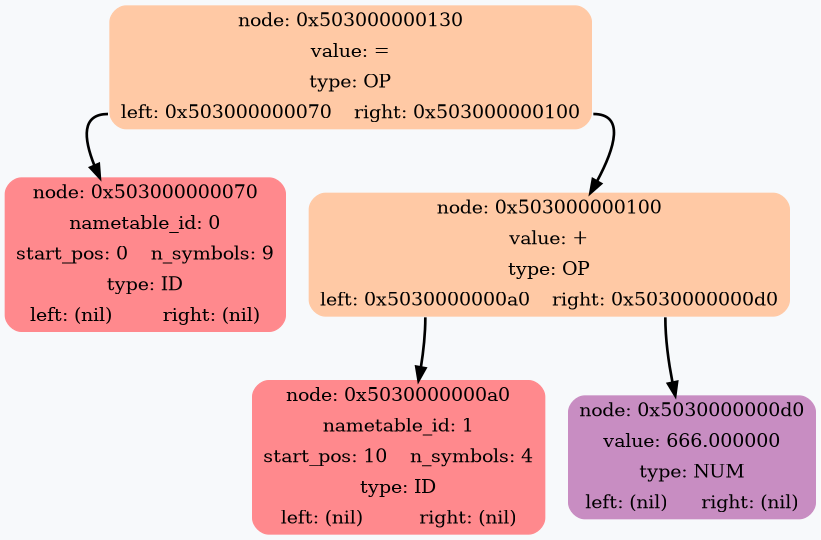 node: 0x503000000130
value: =
type: OP
left: 0x503000000070 right: 0x503000000100
node: 0x503000000070
nametable_id: 0
start_pos: 0 n_symbols: 9
type: ID
left: (nil) right: (nil)
node: 0x503000000100
value: +
type: OP
left: 0x5030000000a0 right: 0x5030000000d0
node: 0x5030000000a0
nametable_id: 1
start_pos: 10 n_symbols: 4
type: ID
left: (nil) right: (nil)
node: 0x5030000000d0
value: 666.000000
type: NUM
left: (nil) right: (nil)